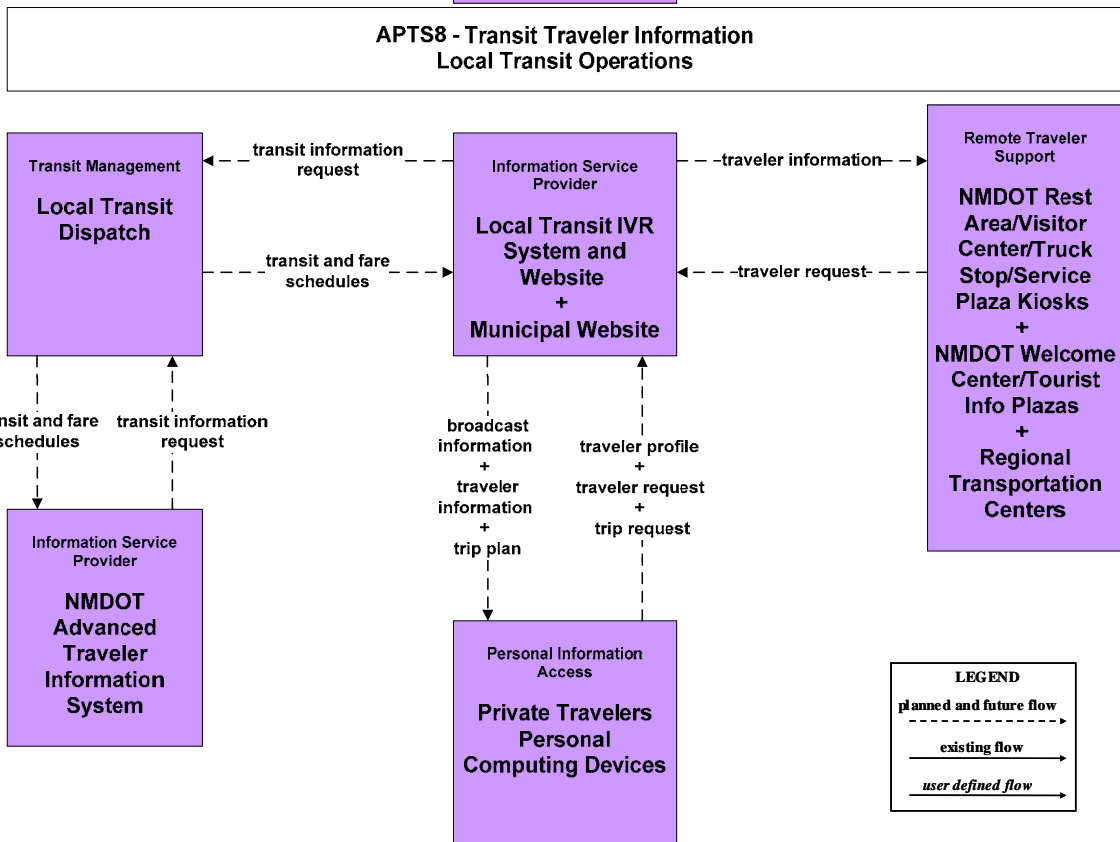 APTS8 - Transit Traveler Information
Local Transit Operations
Transit Management
Local Transit
Dispatch
transit information
request
transit and fare
schedules
Information Service
Provider
Local Transit IVR
System and
Website
+
Municipal Website
traveler information
traveler request
Remote Traveler
Support
NMDOT Rest
Area/Visitor
Center/Truck
Stop/Service
Plaza Kiosks
+
NMDOT Welcome
Center/Tourist
Info Plazas
+
Regional
Transportation
Centers
nsit and fare
schedules
transit information
request
broadcast
information
+
traveler
information
+
trip plan
traveler profile
+
traveler request
+
trip request
Information Service
Provider
NMDOT
Advanced
Traveler
Information
System
Personal Information
Access
Private Travelers
Personal
Computing Devices
LEGEND
planned and future flow
existing flow
user defined flow